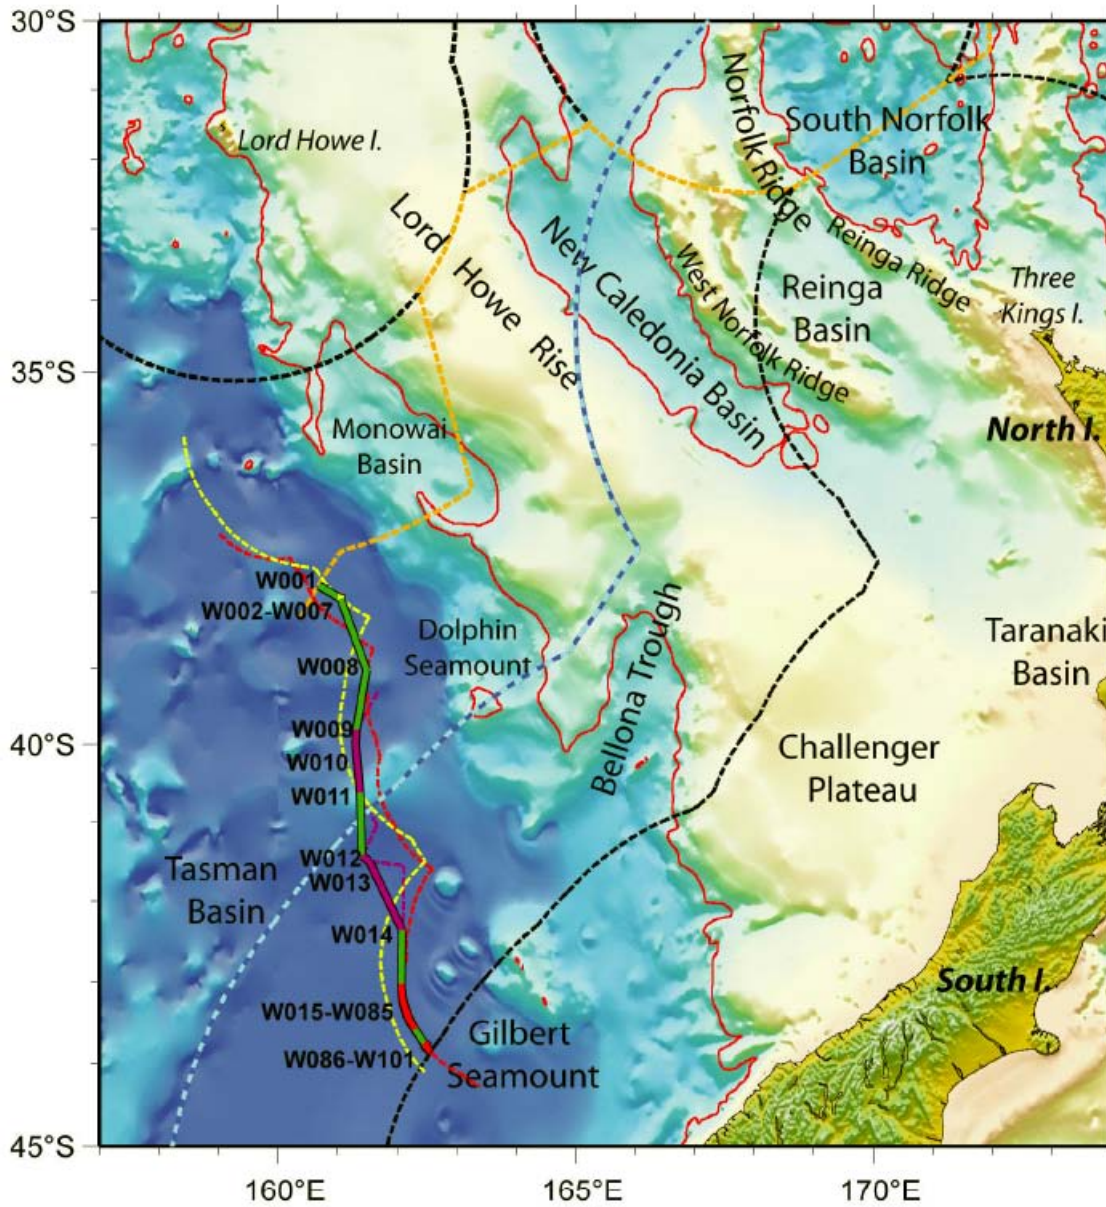 30°S
Lord Howe I.
Norfolk Ridge
South Norfolk
Basin
Lord Howe Rise
New Caledonia Basin
West Norfolk Ridge
Reinga Ridge
Reinga
Basin
Three
Kings I.
35°S
North I.
Monowai
Basin
W001
W002-W007
Dolphin
Seamount
W008
Bellona Trough
Taranaki
Basin
40°S
W009
W010
W011
Challenger
Plateau
W012
W013
Tasman
Basin
W014
South I.
W015-W085
W086-W101
Gilbert
Seamount
45°S
160°E
165°E
170°E